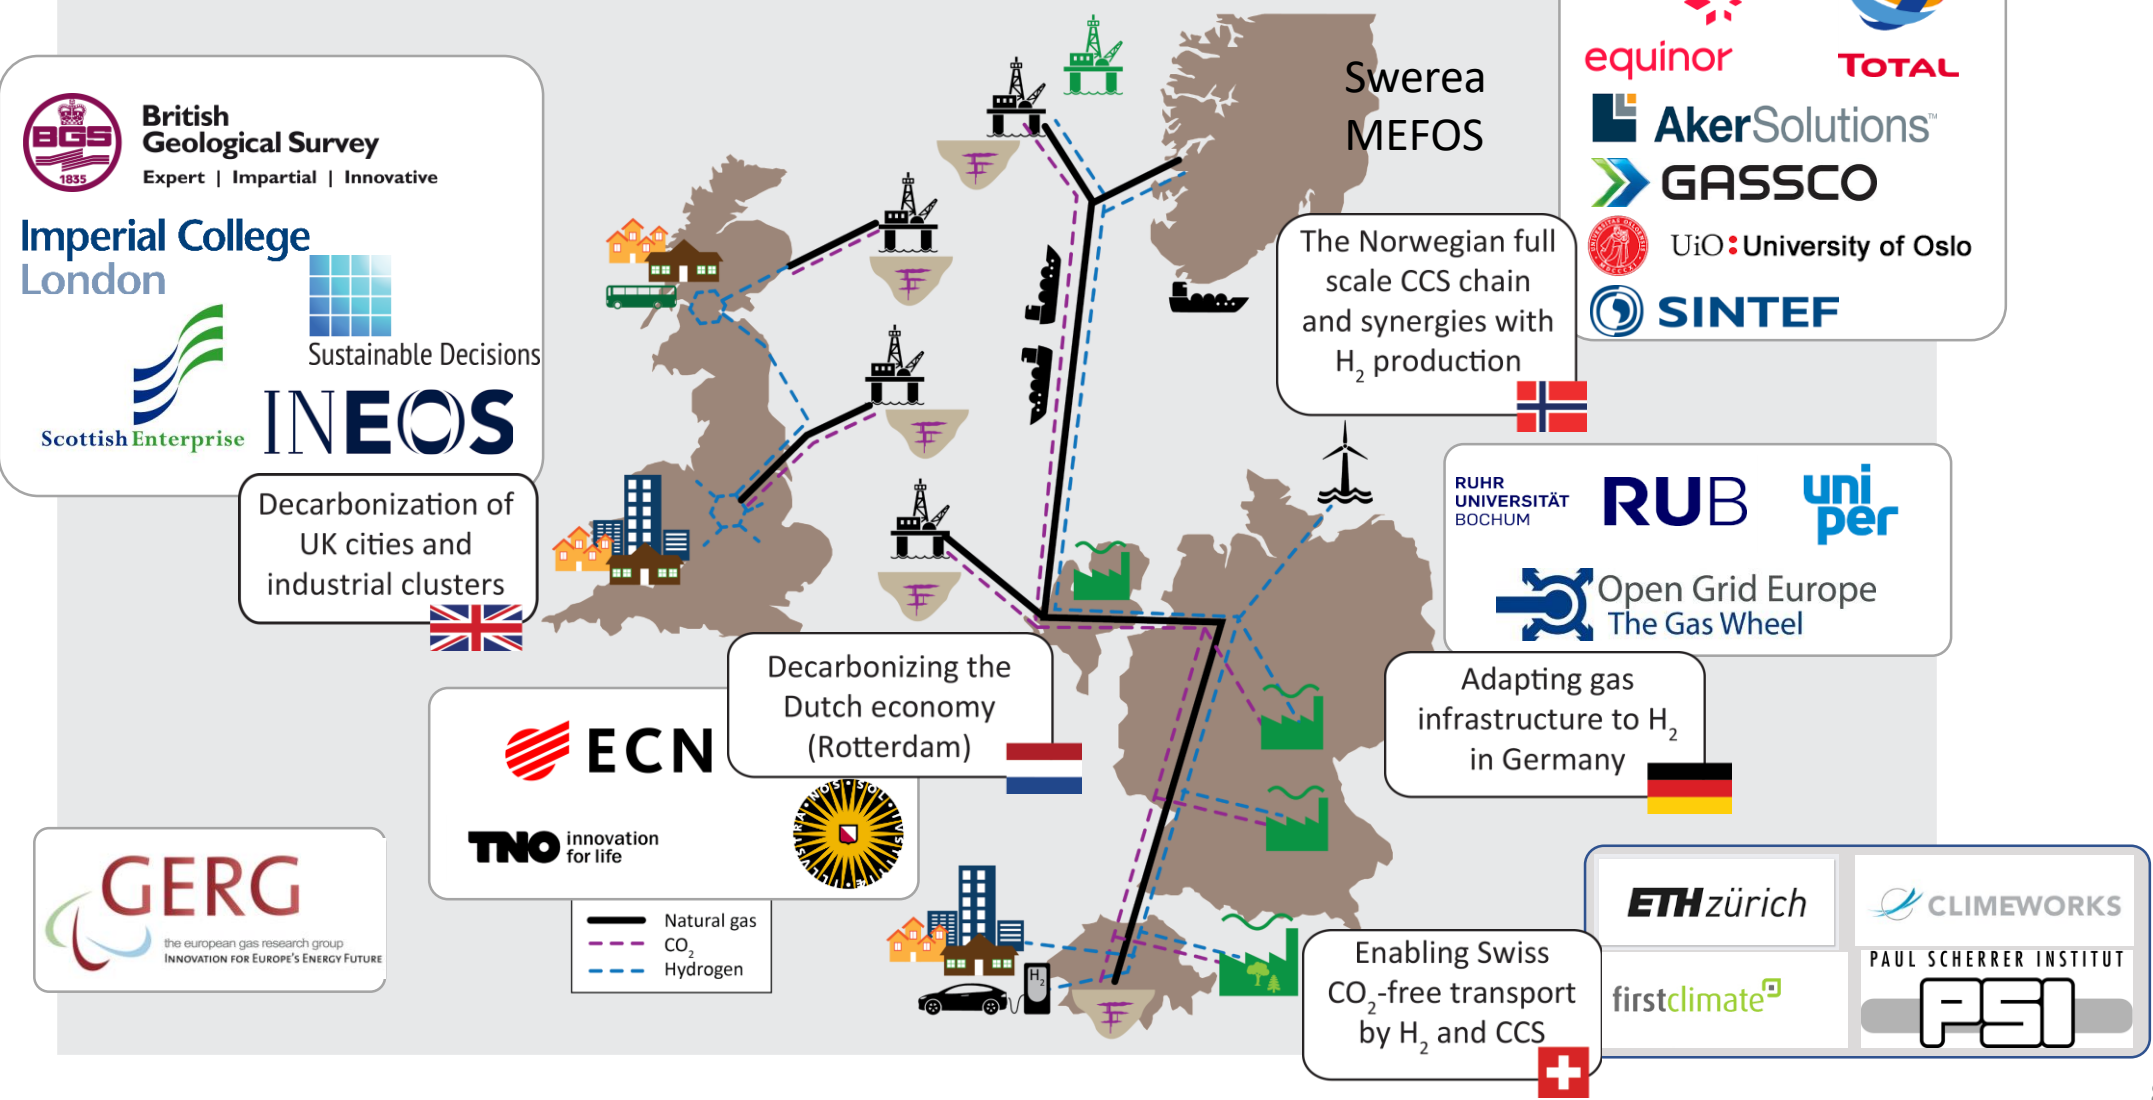 British
Geological Survey
Expert | Impartial | Innovative
BGS
1835
Imperial College
London
Sustainable Decisions
Scottish Enterprise
INEOS
Decarbonization of
UK cities and
industrial clusters
Swerea
MEFOS
equinor
TOTAL
AkerSolutions™
GASSCO
UiO:University of Oslo
SINTEF
The Norwegian full
scale CCS chain
and synergies with
H2 production
RUHR
UNIVERSITÄT
BOCHUM
RUB
uni
per
Open Grid Europe
The Gas Wheel
Adapting gas
infrastructure to H2
in Germany
Decarbonizing the
Dutch economy
(Rotterdam)
ECN
TNO innovation
for life
GERG
the european gas research group
INNOVATION FOR EUROPE'S ENERGY FUTURE
Natural gas
CO2
Hydrogen
H2
Enabling Swiss
CO2-free transport
by H2 and CCS
ETH zürich
CLIMEWORKS
firstclimate
PAUL SCHERRER INSTITUT
PSI